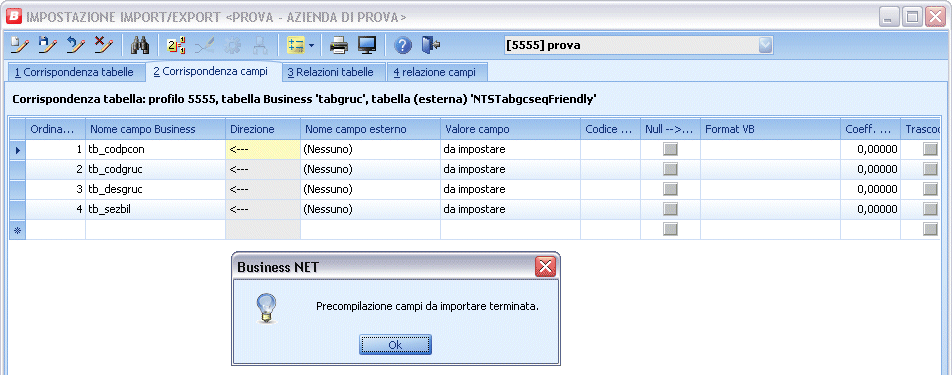 B IMPOSTAZIONE IMPORT/EXPORT <PROVA - AZIENDA DI PROVA>
[5555] prova
1 Corrispondenza tabelle 2 Corrispondenza campi 3 Relazioni tabelle 4 relazione campi
Corrispondenza tabella: profilo 5555, tabella Business 'tabgruc', tabella (esterna) 'NTSTabgcseqFriendly'
Ordina... Nome campo Business Direzione Nome campo esterno Valore campo Codice ... Null -->... Format VB Coeff. ... Trascod
1 tb_codpcon <--- (Nessuno) da impostare 0,00000
2 tb_codgruc <--- (Nessuno) da impostare 0,00000
3 tb_desgruc <--- (Nessuno) da impostare 0,00000
4 tb_sezbil <--- (Nessuno) da impostare 0,00000
Business NET
Precompilazione campi da importare terminata.
Ok